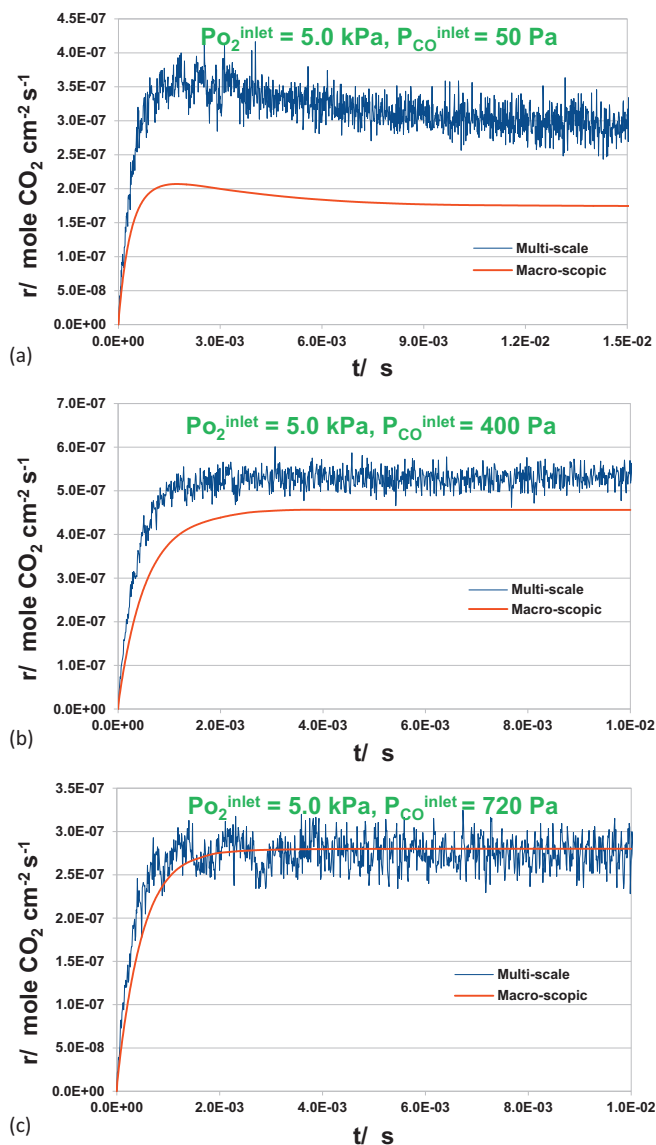 Po₂ⁱⁿˡᵉᵗ = 5.0 kPa, P_COⁱⁿˡᵉᵗ = 50 Pa
4.5E-07
4.0E-07
3.5E-07
3.0E-07
2.5E-07
2.0E-07
1.5E-07
1.0E-07
5.0E-08
0.0E+00
r/ mole CO₂ cm⁻² s⁻¹
Multi-scale
Macro-scopic
0.0E+00 3.0E-03 6.0E-03 9.0E-03 1.2E-02 1.5E-02
(a)
t/ s
Po₂ⁱⁿˡᵉᵗ = 5.0 kPa, P_COⁱⁿˡᵉᵗ = 400 Pa
7.0E-07
6.0E-07
5.0E-07
4.0E-07
3.0E-07
2.0E-07
1.0E-07
0.0E+00
r/ mole CO₂ cm⁻² s⁻¹
Multi-scale
Macro-scopic
0.0E+00 2.0E-03 4.0E-03 6.0E-03 8.0E-03 1.0E-02
(b)
t/ s
Po₂ⁱⁿˡᵉᵗ = 5.0 kPa, P_COⁱⁿˡᵉᵗ = 720 Pa
3.5E-07
3.0E-07
2.5E-07
2.0E-07
1.5E-07
1.0E-07
5.0E-08
0.0E+00
r/ mole CO₂ cm⁻² s⁻¹
Multi-scale
Macro-scopic
0.0E+00 2.0E-03 4.0E-03 6.0E-03 8.0E-03 1.0E-02
(c)
t/ s